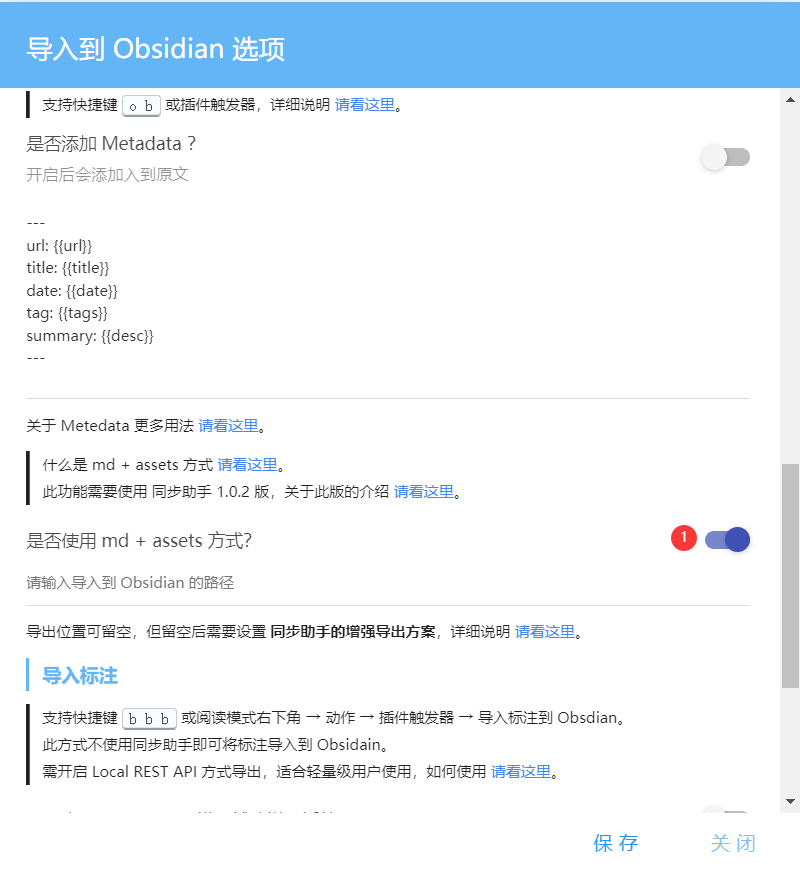 导入到 Obsidian 选项
支持快捷键 o b 或插件触发器，详细说明 请看这里。
是否添加 Metadata ？
开启后会添加入到原文
---
url: {{url}}
title: {{title}}
date: {{date}}
tag: {{tags}}
summary: {{desc}}
---
关于 Metedata 更多用法 请看这里。
什么是 md + assets 方式 请看这里。
此功能需要使用 同步助手 1.0.2 版，关于此版的介绍 请看这里。
是否使用 md + assets 方式？
1
请输入导入到 Obsidian 的路径
导出位置可留空，但留空后需要设置 同步助手的增强导出方案，详细说明 请看这里。
导入标注
支持快捷键 b b b 或阅读模式右下角 → 动作 → 插件触发器 → 导入标注到 Obsdian。
此方式不使用同步助手即可将标注导入到 Obsidain。
需开启 Local REST API 方式导出，适合轻量级用户使用，如何使用 请看这里。
保 存
关 闭